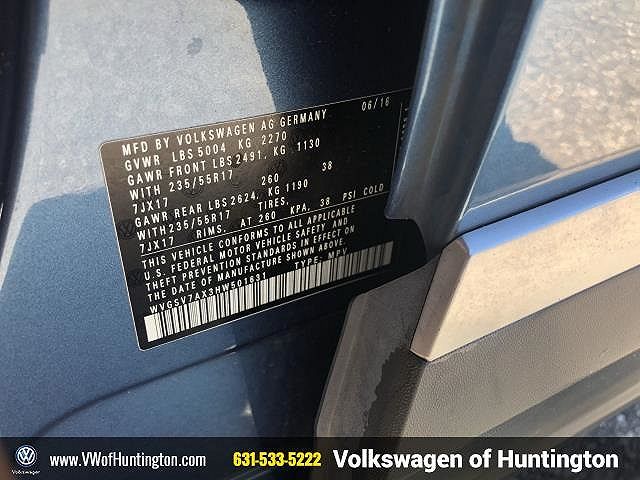 MFD BY VOLKSWAGEN AG GERMANY 06/16
GVWR LBS 5004 KG 2270
GAWR FRONT LBS 2491, KG 1130
WITH 235/55R17
7JX17 260 38
GAWR REAR LBS 2624, KG 1190
WITH 235/55R17 TIRES,
7JX17 RIMS, AT 260 KPA, 38 PSI COLD
THIS VEHICLE CONFORMS TO ALL APPLICABLE
U.S. FEDERAL MOTOR VEHICLE SAFETY AND
THEFT PREVENTION STANDARDS IN EFFECT ON
THE DATE OF MANUFACTURE SHOWN ABOVE.
WVGSV7AX3HW501631 TYPE: MPV
Volkswagen
www.VWofHuntington.com
631-533-5222
Volkswagen of Huntington